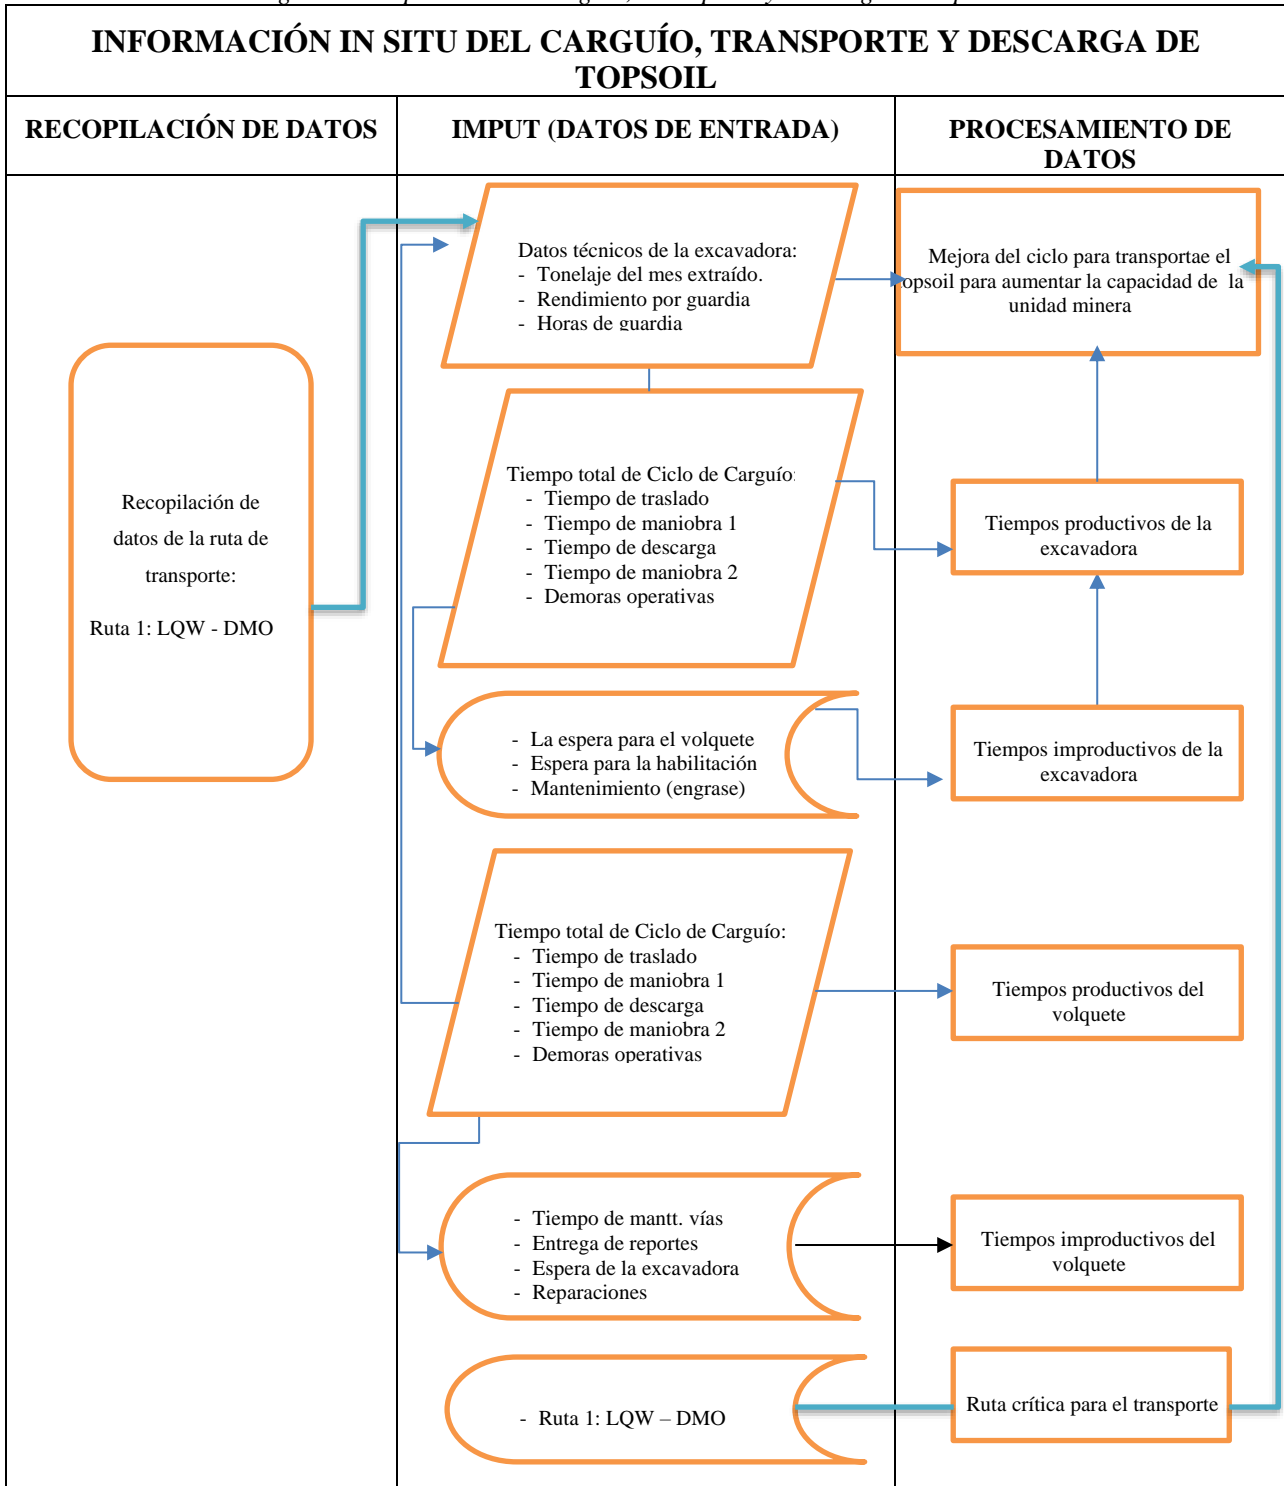 INFORMACIÓN IN SITU DEL CARGUÍO, TRANSPORTE Y DESCARGA DE
TOPSOIL
RECOPILACIÓN DE DATOS
IMPUT (DATOS DE ENTRADA)
PROCESAMIENTO DE
DATOS
Recopilación de
datos de la ruta de
transporte:
Ruta 1: LQW - DMO
Datos técnicos de la excavadora:
- Tonelaje del mes extraído.
- Rendimiento por guardia
- Horas de guardia
Tiempo total de Ciclo de Carguío:
- Tiempo de traslado
- Tiempo de maniobra 1
- Tiempo de descarga
- Tiempo de maniobra 2
- Demoras operativas
- La espera para el volquete
- Espera para la habilitación
- Mantenimiento (engrase)
Tiempo total de Ciclo de Carguío:
- Tiempo de traslado
- Tiempo de maniobra 1
- Tiempo de descarga
- Tiempo de maniobra 2
- Demoras operativas
- Tiempo de mantt. vías
- Entrega de reportes
- Espera de la excavadora
- Reparaciones
- Ruta 1: LQW – DMO
Mejora del ciclo para transportae el
opsoil para aumentar la capacidad de la
unidad minera
Tiempos productivos de la
excavadora
Tiempos improductivos de la
excavadora
Tiempos productivos del
volquete
Tiempos improductivos del
volquete
Ruta crítica para el transporte